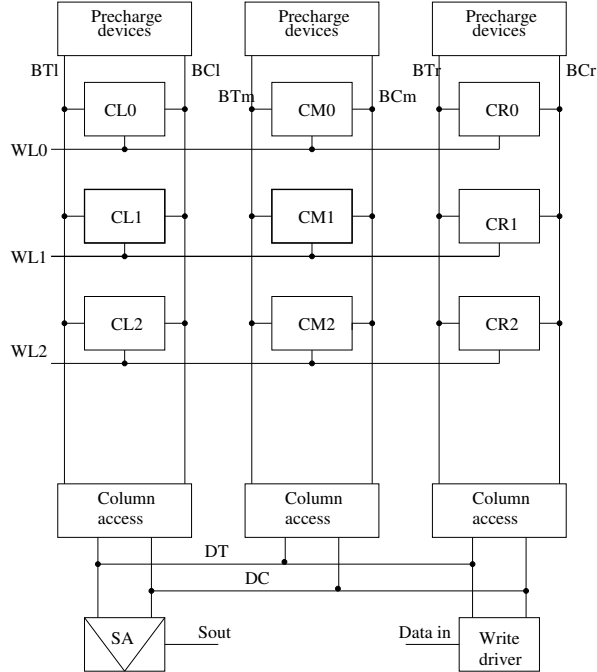 Precharge
devices
Precharge
devices
Precharge
devices
BTl
BCl
BTm
BCm
BTr
BCr
CL0
CM0
CR0
WL0
CL1
CM1
CR1
WL1
CL2
CM2
CR2
WL2
Column
access
Column
access
Column
access
DT
DC
SA
Sout
Data in
Write
driver